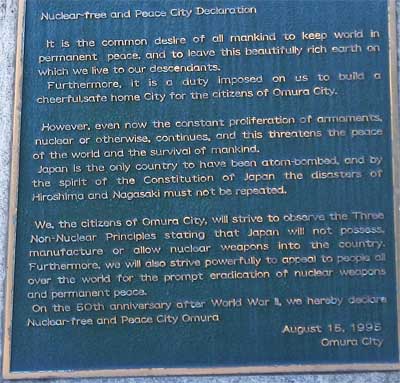 Nuclear-free and Peace City Declaration
It is the common desire of all mankind to keep world in
permanent peace, and to leave this beautifully rich earth on
which we live to our descendants.
Furthermore, it is a duty imposed on us to build a
cheerful,safe home City for the citizens of Omura City.
However, even now the constant proliferation of armaments,
nuclear or otherwise, continues, and this threatens the peace
of the world and the survival of mankind.
Japan is the only country to have been atom-bombed, and by
the spirit of the Constitution of Japan the disasters of
Hiroshima and Nagasaki must not be repeated.
We, the citizens of Omura City, will strive to observe the Three
Non-Nuclear Principles stating that Japan will not possess,
manufacture or allow nuclear weapons into the country.
Furthermore, we will also strive powerfully to appeal to people all
over the world for the prompt eradication of nuclear weapons
and permanent peace.
On the 50th anniversary after World War II, we hereby declare
Nuclear-free and Peace City Omura
August 15, 1995
Omura City